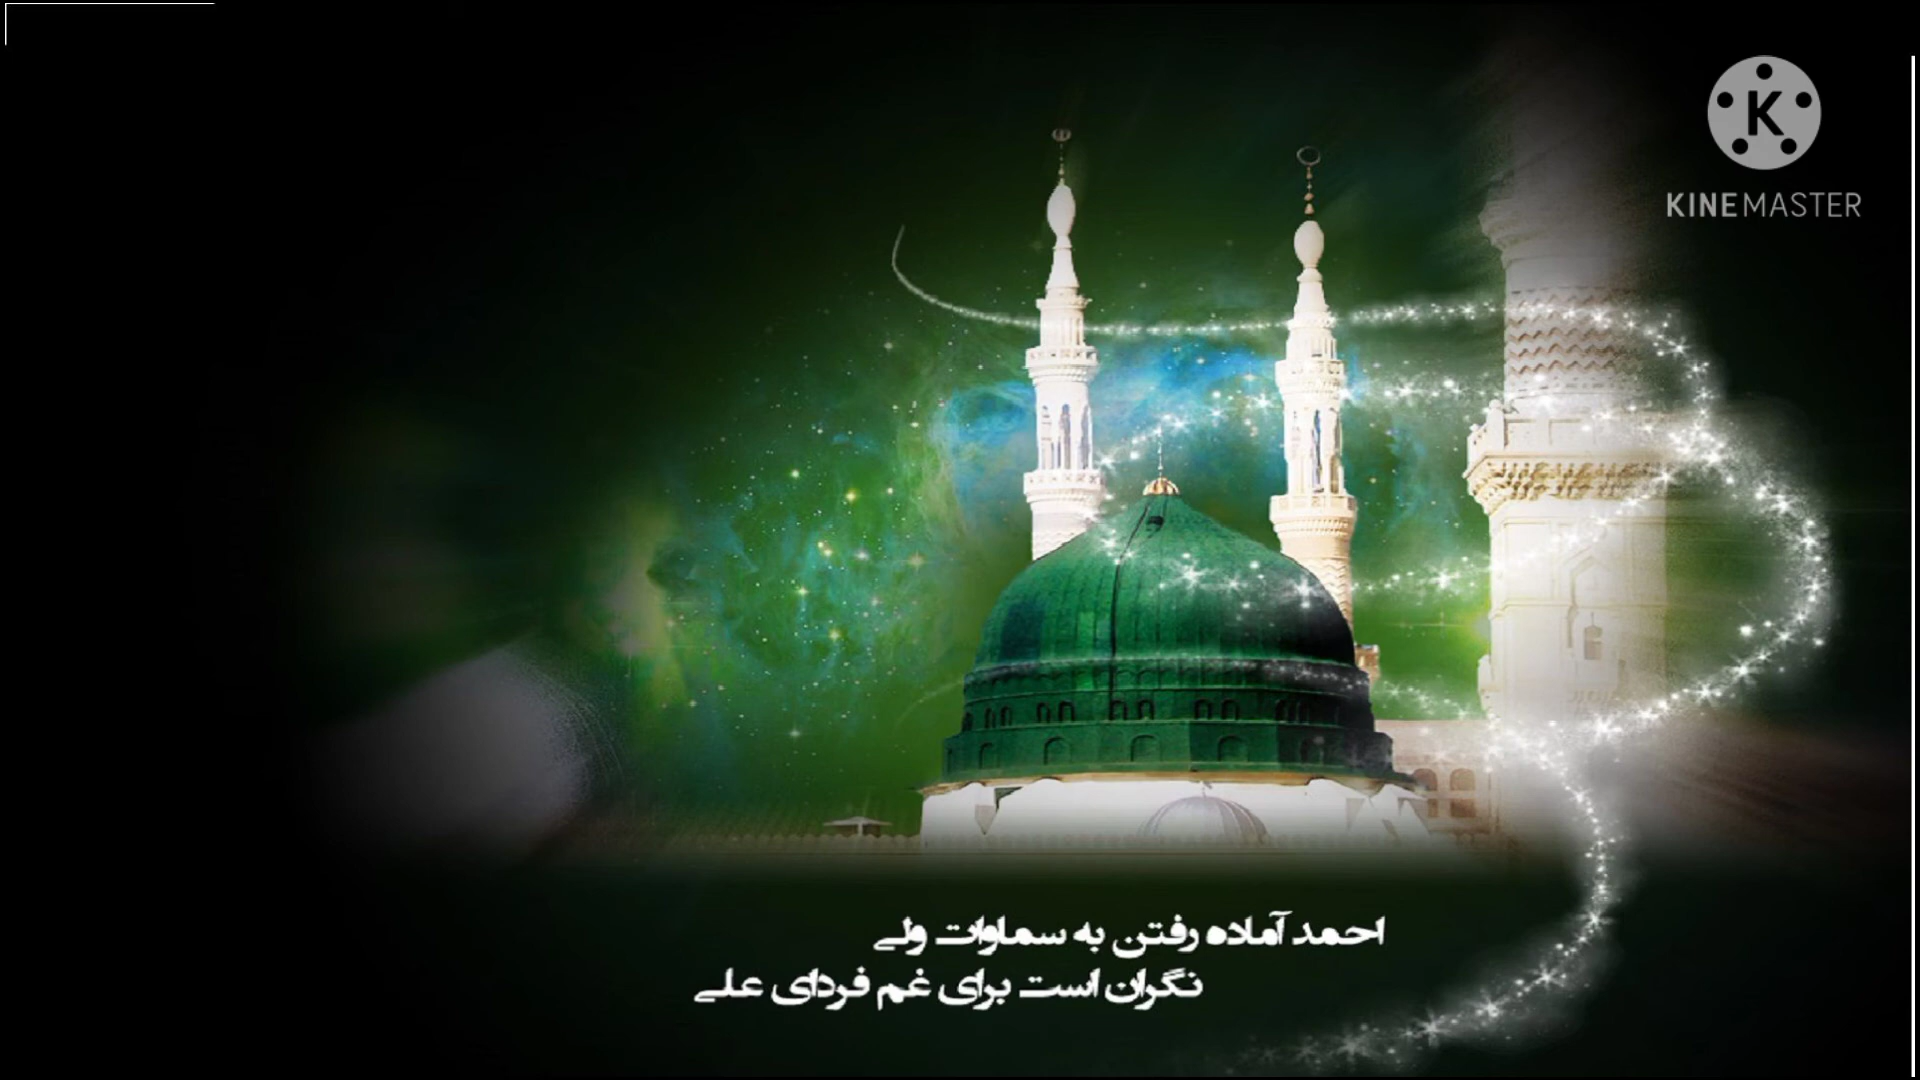 KINEMASTER
احمد آماده رفتن به سماوات ولی
نگران است برای غم فردای علی